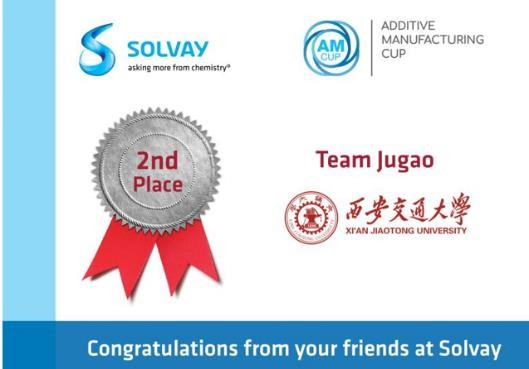 SOLVAY
asking more from chemistry®
AM
CUP
ADDITIVE
MANUFACTURING
CUP
2nd
Place
Team Jugao
西安交通大学
XI'AN JIAOTONG UNIVERSITY
Congratulations from your friends at Solvay